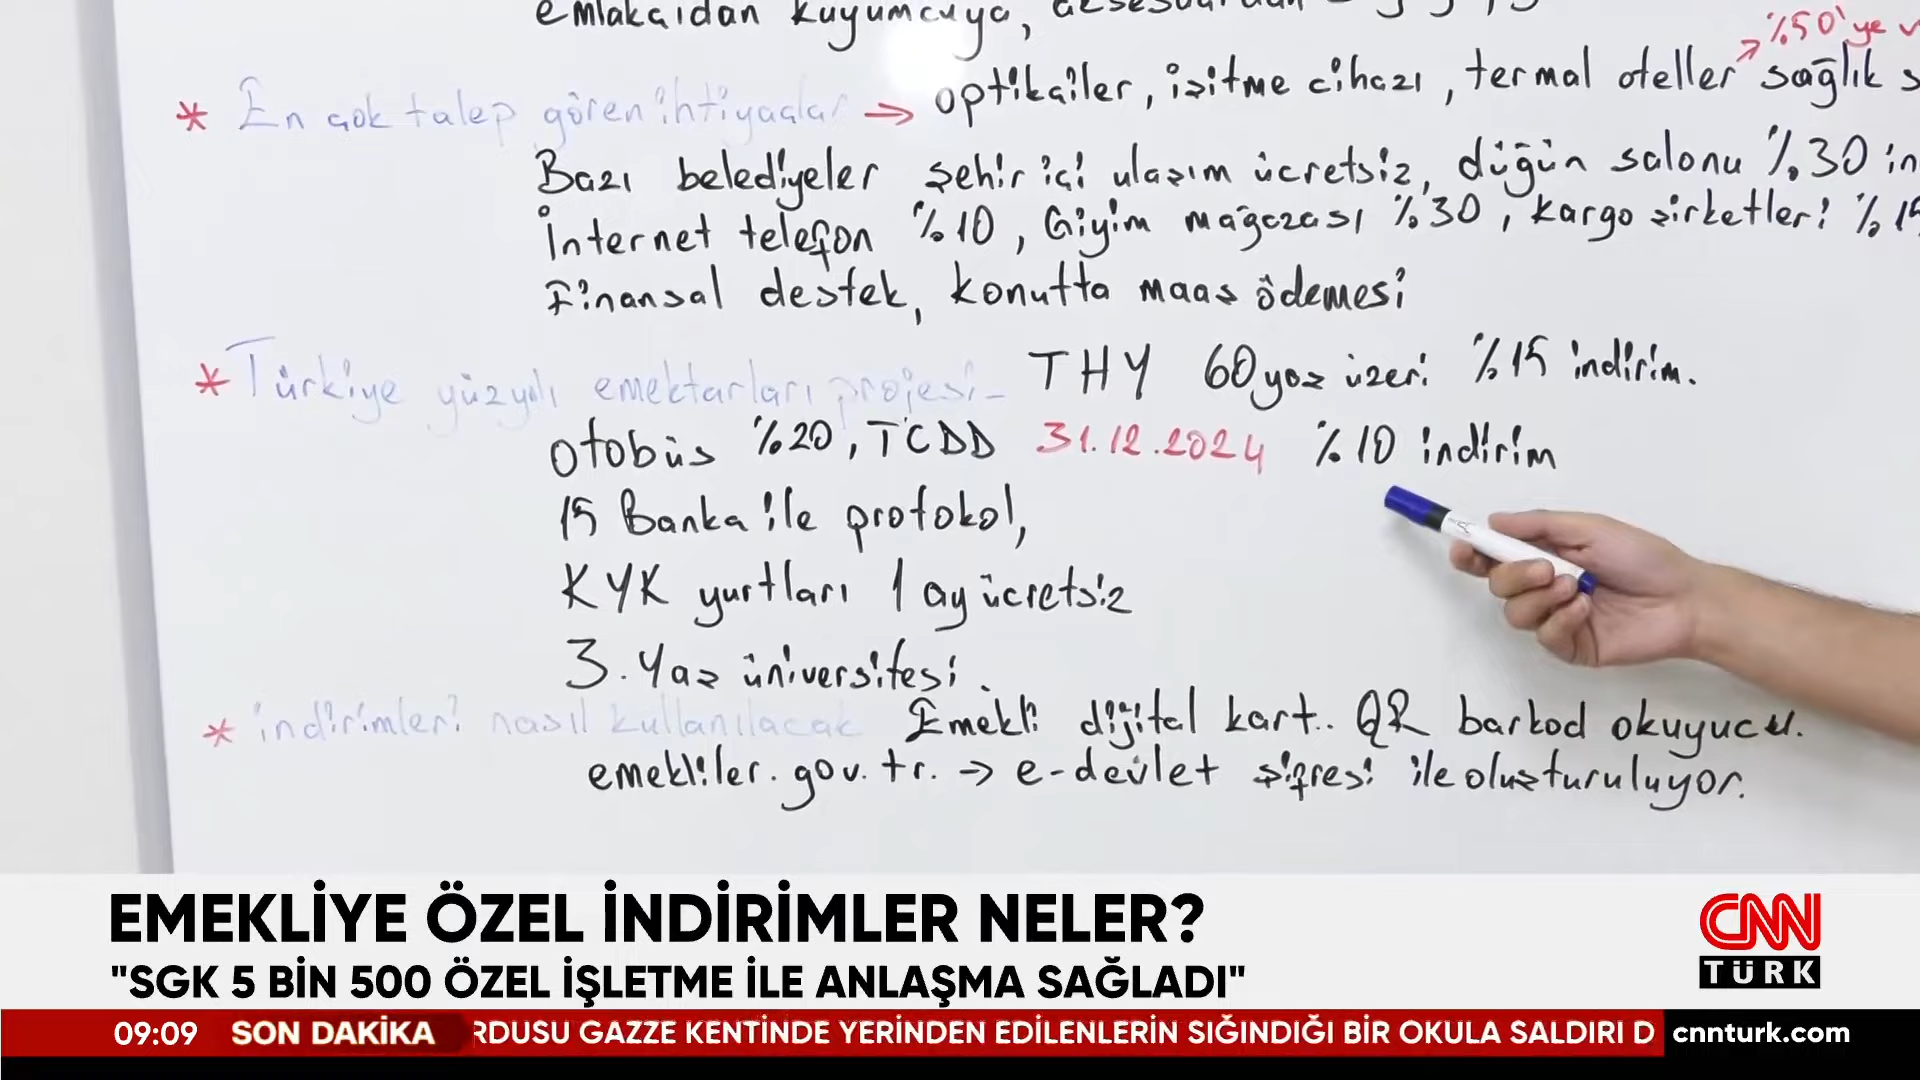 emlakçıdan kuyumcuya,
%50'ye
* En çok talep gören ihtiyaçlar → optikçiler, işitme cihazı, termal oteller sağlık
Bazı belediyeler şehir içi ulaşım ücretsiz, düğün salonu %30 in
İnternet telefon %10, Giyim mağazası %30, kargo şirketleri %15
Finansal destek, konutta maaş ödemesi
* Türkiye yüzyılı emektarları projesi- THY 60 yaş üzeri %15 indirim.
otobüs %20, TCDD 31.12.2024 %10 indirim
15 Banka ile protokol,
KYK yurtları 1 ay ücretsiz
3. Yaş üniversitesi.
* indirimleri nasıl kullanılacak Emekli dijital kart.. QR barkod okuyucu.
emekliler.gov.tr. → e-devlet şifresi ile oluşturuluyor.
EMEKLİYE ÖZEL İNDİRİMLER NELER?
"SGK 5 BİN 500 ÖZEL İŞLETME İLE ANLAŞMA SAĞLADI"
CNN
TÜRK
09:09 SON DAKİKA RDUSU GAZZE KENTİNDE YERİNDEN EDİLENLERİN SIĞINDIĞI BİR OKULA SALDIRI D cnnturk.com